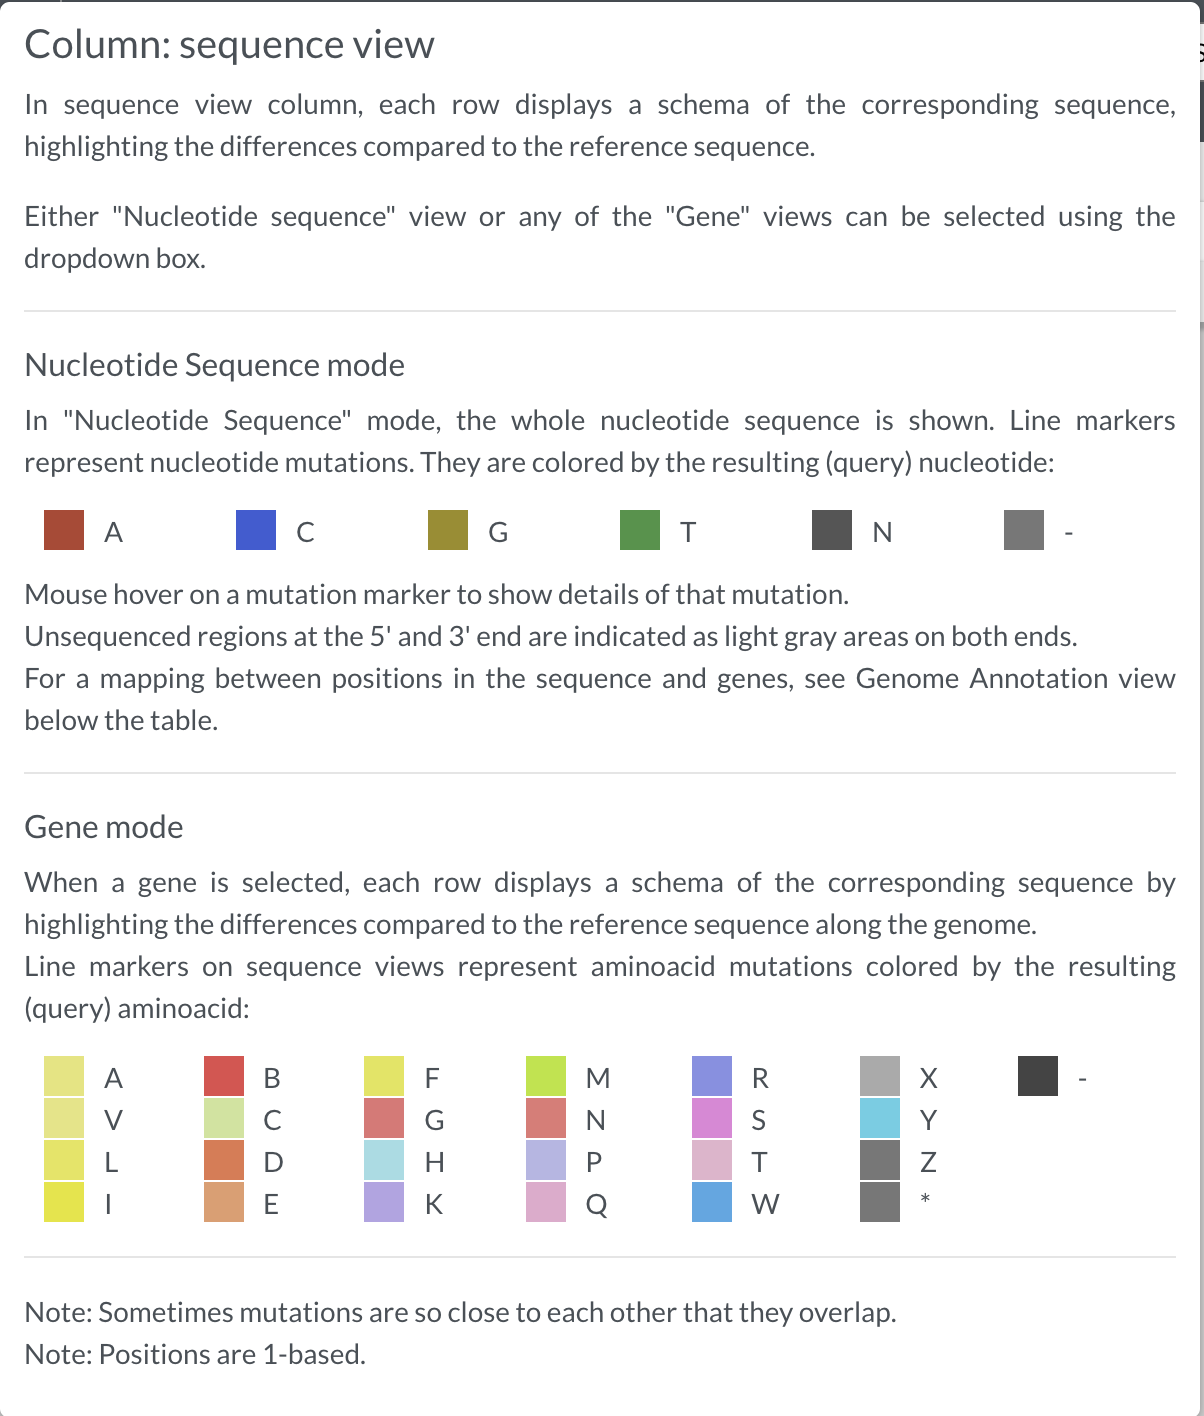 Column: sequence view
In sequence view column, each row displays a schema of the corresponding sequence,
highlighting the differences compared to the reference sequence.
Either "Nucleotide sequence" view or any of the "Gene" views can be selected using the
dropdown box.
Nucleotide Sequence mode
In "Nucleotide Sequence" mode, the whole nucleotide sequence is shown. Line markers
represent nucleotide mutations. They are colored by the resulting (query) nucleotide:
A C G T N -
Mouse hover on a mutation marker to show details of that mutation.
Unsequenced regions at the 5' and 3' end are indicated as light gray areas on both ends.
For a mapping between positions in the sequence and genes, see Genome Annotation view
below the table.
Gene mode
When a gene is selected, each row displays a schema of the corresponding sequence by
highlighting the differences compared to the reference sequence along the genome.
Line markers on sequence views represent aminoacid mutations colored by the resulting
(query) aminoacid:
A B F M R X -
V C G N S Y
L D H P T Z
I E K Q W *
Note: Sometimes mutations are so close to each other that they overlap.
Note: Positions are 1-based.